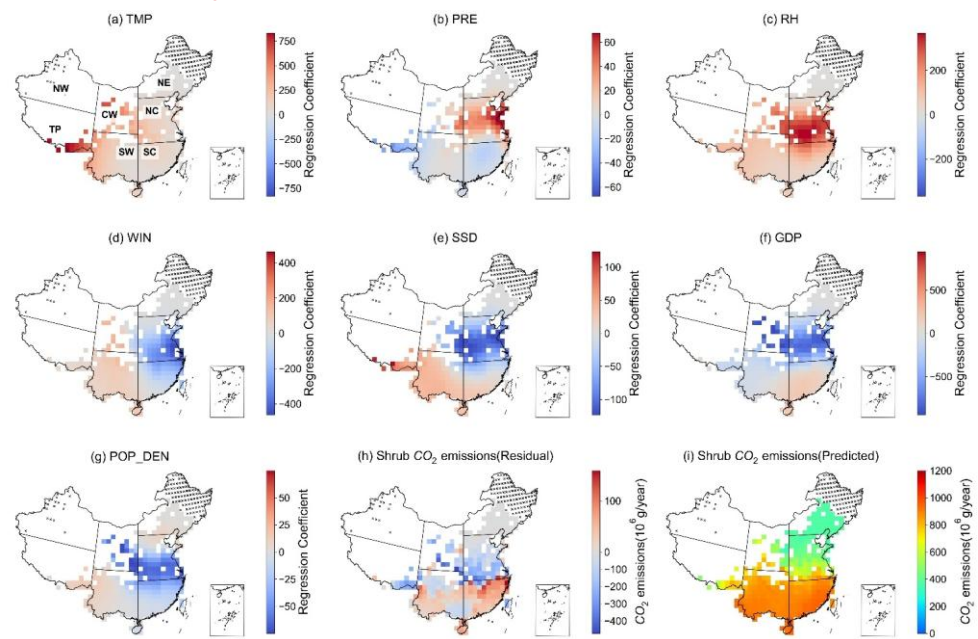 (a) TMP
(b) PRE
(c) RH
NW
NE
CW
NC
TP
SW
SC
750
500
250
0
−250
−500
−750
Regression Coefficient
60
40
20
0
−20
−40
−60
Regression Coefficient
200
0
−200
Regression Coefficient
(d) WIN
(e) SSD
(f) GDP
400
200
0
−200
−400
Regression Coefficient
100
50
0
−50
−100
Regression Coefficient
500
0
−500
Regression Coefficient
(g) POP_DEN
(h) Shrub CO2 emissions(Residual)
(i) Shrub CO2 emissions(Predicted)
50
25
0
−25
−50
Regression Coefficient
100
0
−100
−200
−300
−400
CO2 emissions(10^6 g/year)
1200
1000
800
600
400
200
0
CO2 emissions(10^6 g/year)